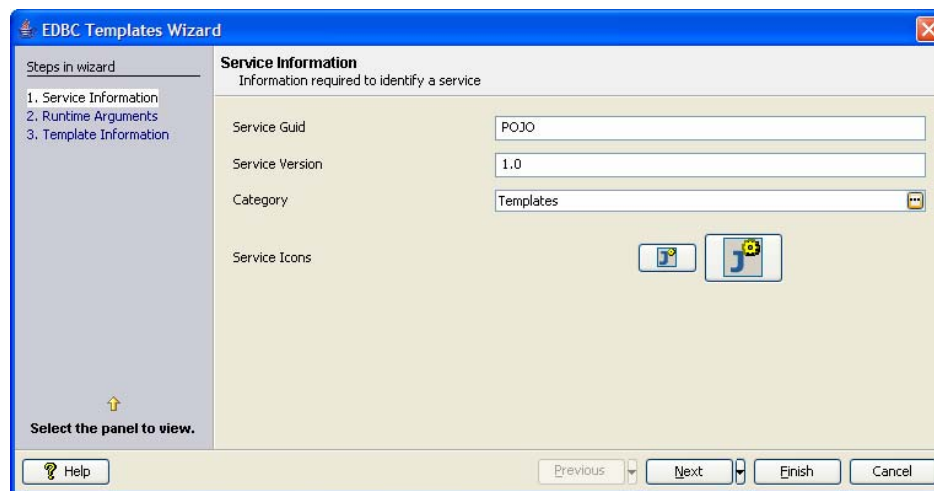 EDBC Templates Wizard
Steps in wizard
1. Service Information
2. Runtime Arguments
3. Template Information
Select the panel to view.
Service Information
Information required to identify a service
Service Guid
POJO
Service Version
1.0
Category
Templates
Service Icons
J
J
Help
Previous
Next
Finish
Cancel